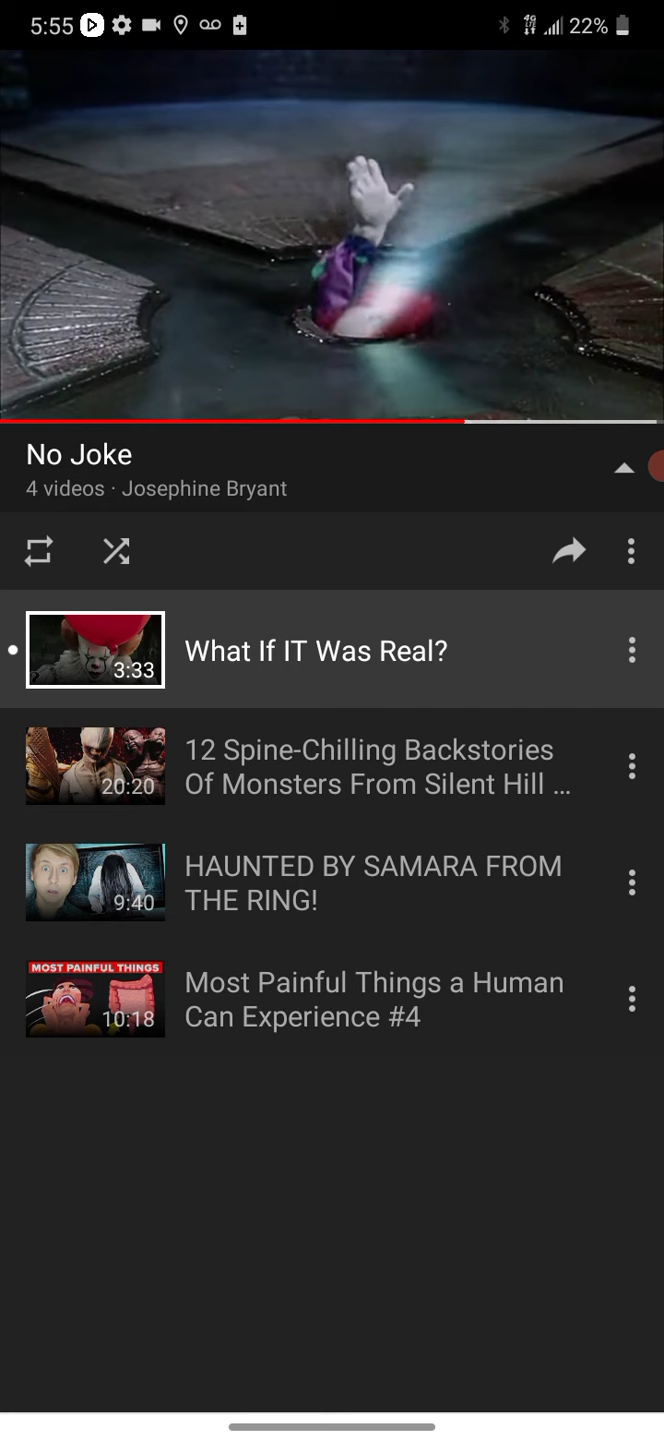 5:55
4G
LTE
22%
No Joke
4 videos · Josephine Bryant
3:33
What If IT Was Real?
20:20
12 Spine-Chilling Backstories
Of Monsters From Silent Hill ...
9:40
HAUNTED BY SAMARA FROM
THE RING!
MOST PAINFUL THINGS
10:18
Most Painful Things a Human
Can Experience #4